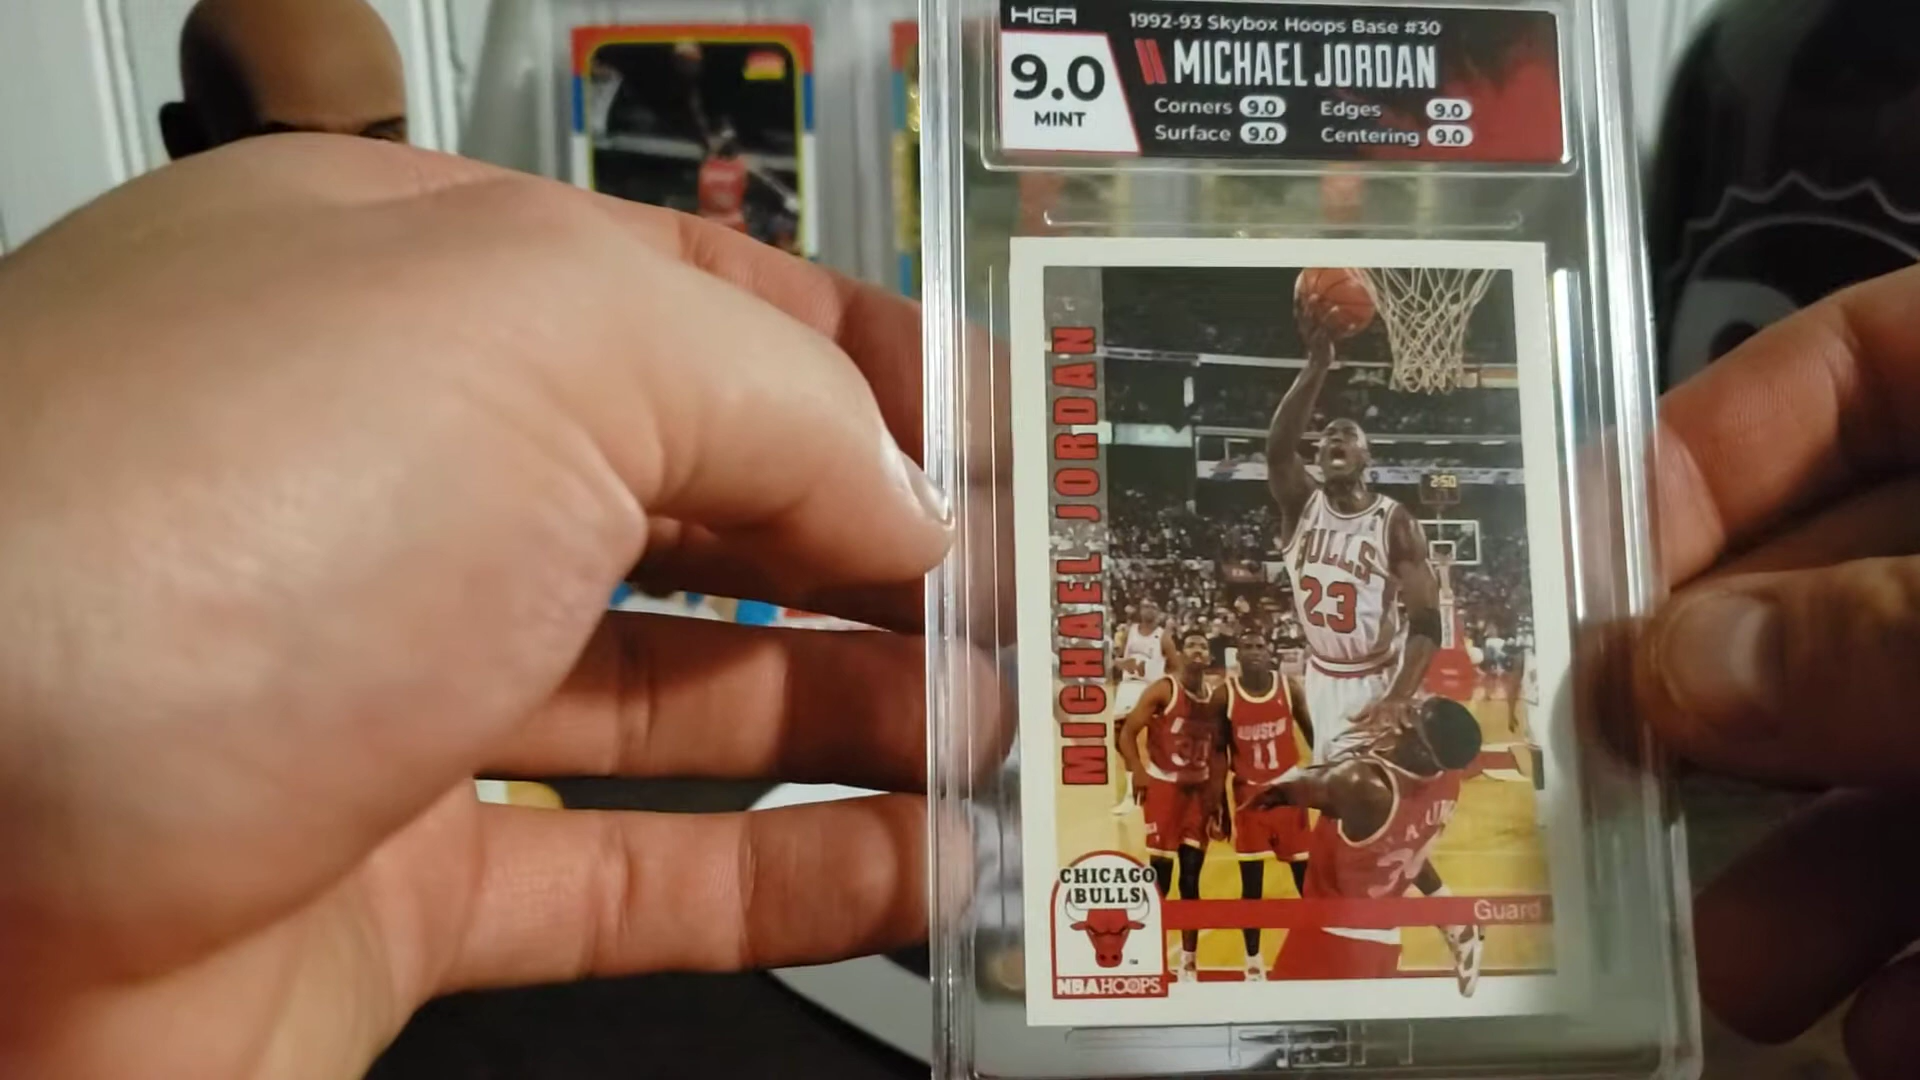 HGA
1992-93 Skybox Hoops Base #30
9.0
MINT
MICHAEL JORDAN
Corners 9.0 Edges 9.0
Surface 9.0 Centering 9.0
MICHAEL JORDAN
2:50
BULLS
23
11
CHICAGO
BULLS
TM
NBA HOOPS
Guard